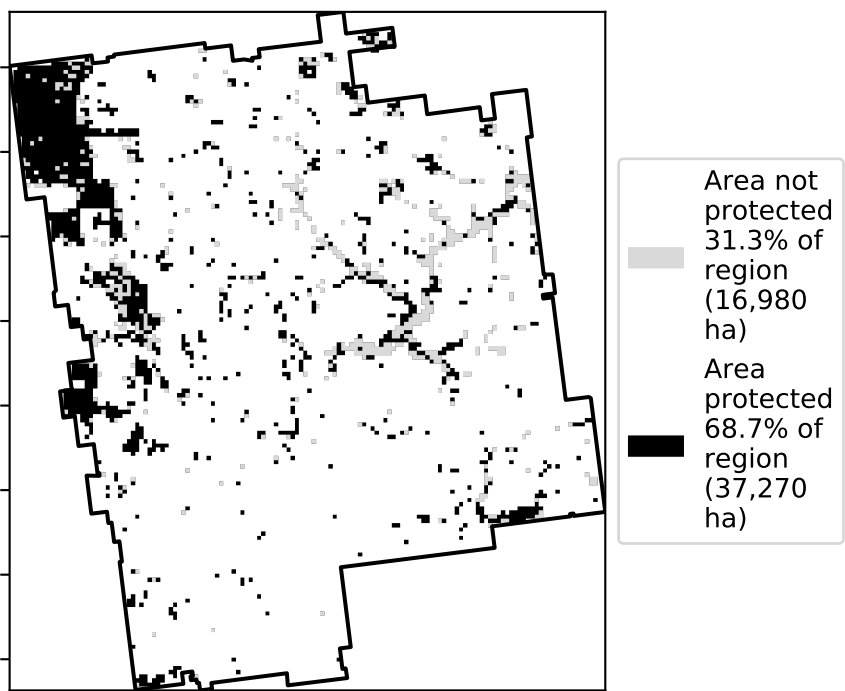 Area not
protected
31.3% of
region
(16,980
ha)
Area
protected
68.7% of
region
(37,270
ha)